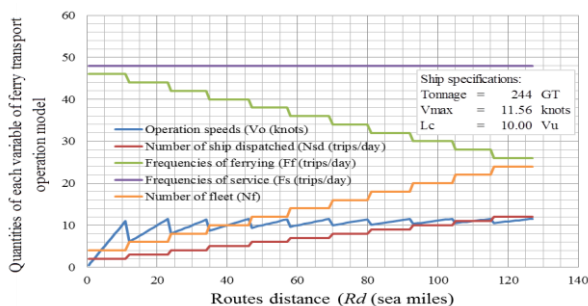 Quantities of each variable of ferry transport
operation model
60
50
40
30
20
10
0
Operation speeds (Vo (knots)
Number of ship dispatched (Nsd (trips/day)
Frequencies of ferrying (Ff (trips/day)
Frequencies of service (Fs (trips/day)
Number of fleet (Nf)
Ship specifications:
Tonnage = 244 GT
Vmax = 11.56 knots
Lc = 10.00 Vu
0 20 40 60 80 100 120 140
Routes distance (Rd (sea miles)